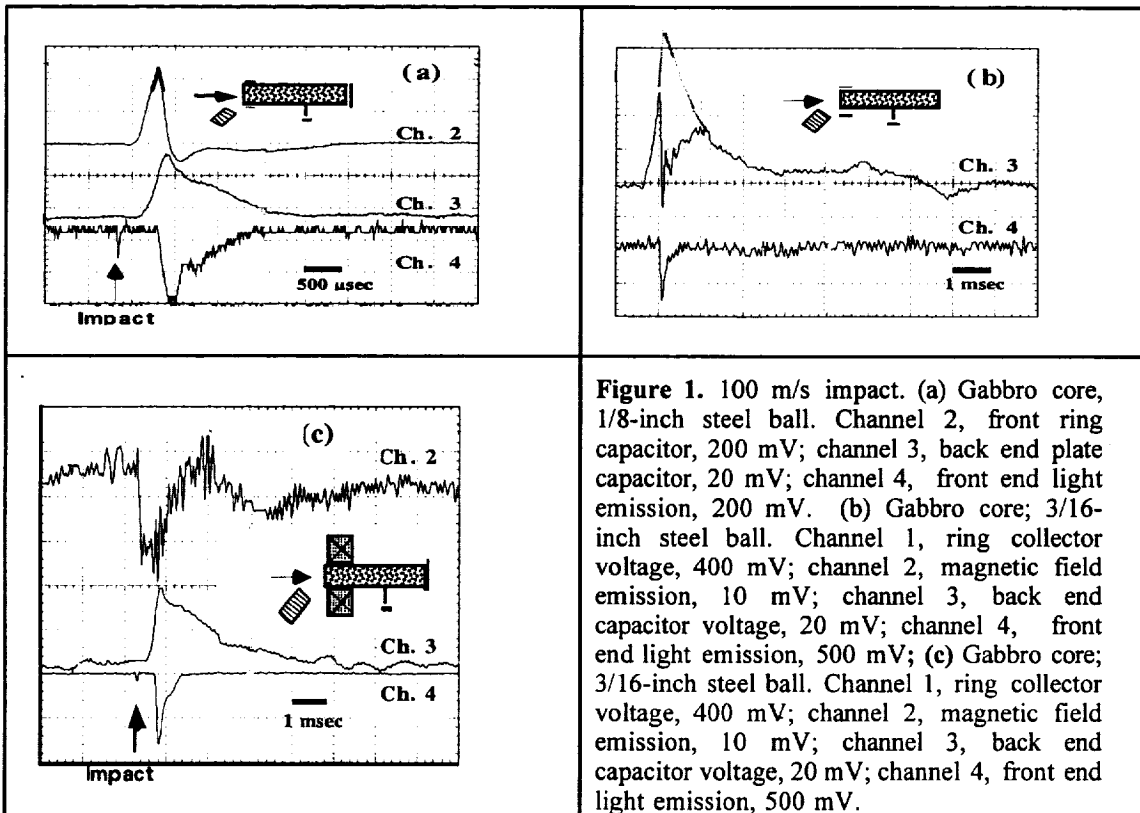 (a)
Ch. 2
Ch. 3
Ch. 4
500 µsec
Impact
(b)
Ch. 3
Ch. 4
1 msec
(c)
Ch. 2
Ch. 3
Ch. 4
1 msec
Impact
Figure 1. 100 m/s impact. (a) Gabbro core,
1/8-inch steel ball. Channel 2, front ring
capacitor, 200 mV; channel 3, back end plate
capacitor, 20 mV; channel 4, front end light
emission, 200 mV. (b) Gabbro core; 3/16-
inch steel ball. Channel 1, ring collector
voltage, 400 mV; channel 2, magnetic field
emission, 10 mV; channel 3, back end
capacitor voltage, 20 mV; channel 4, front
end light emission, 500 mV; (c) Gabbro core;
3/16-inch steel ball. Channel 1, ring collector
voltage, 400 mV; channel 2, magnetic field
emission, 10 mV; channel 3, back end
capacitor voltage, 20 mV; channel 4, front end
light emission, 500 mV.